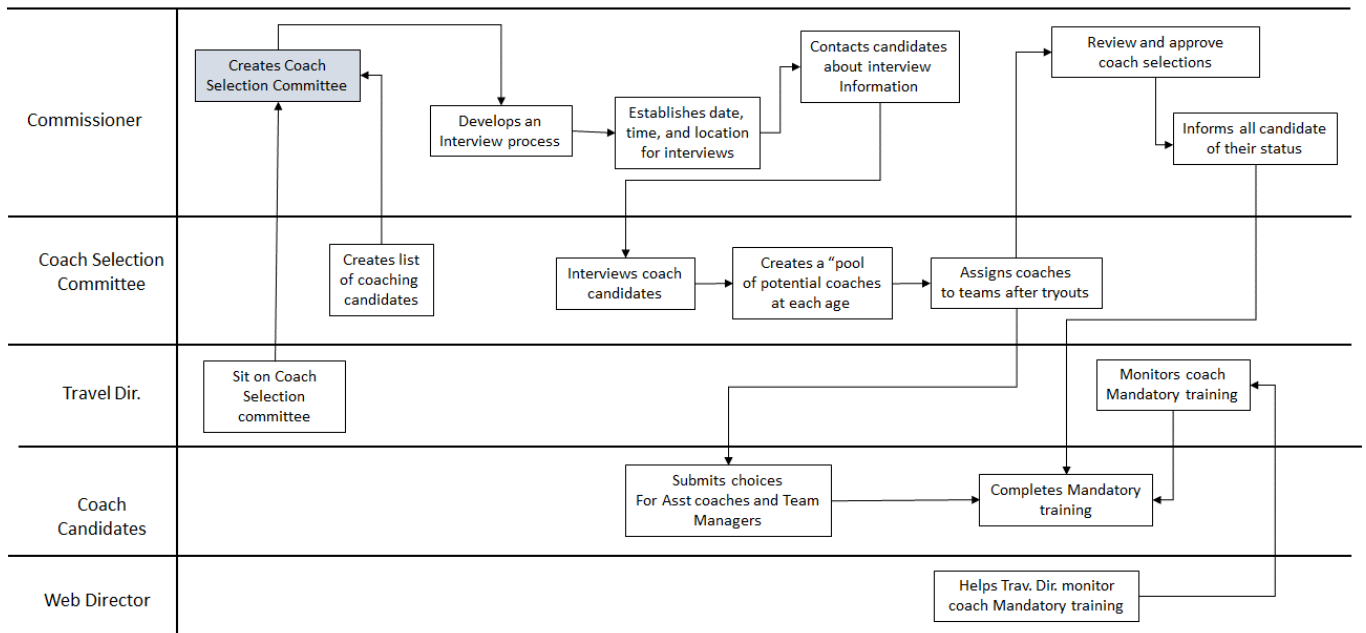 Commissioner
Creates Coach
Selection Committee
Develops an
Interview process
Establishes date,
time, and location
for interviews
Contacts candidates
about interview
Information
Review and approve
coach selections
Informs all candidate
of their status
Coach Selection
Committee
Creates list
of coaching
candidates
Interviews coach
candidates
Creates a “pool
of potential coaches
at each age
Assigns coaches
to teams after tryouts
Travel Dir.
Sit on Coach
Selection
committee
Monitors coach
Mandatory training
Coach
Candidates
Submits choices
For Asst coaches and Team
Managers
Completes Mandatory
training
Web Director
Helps Trav. Dir. monitor
coach Mandatory training